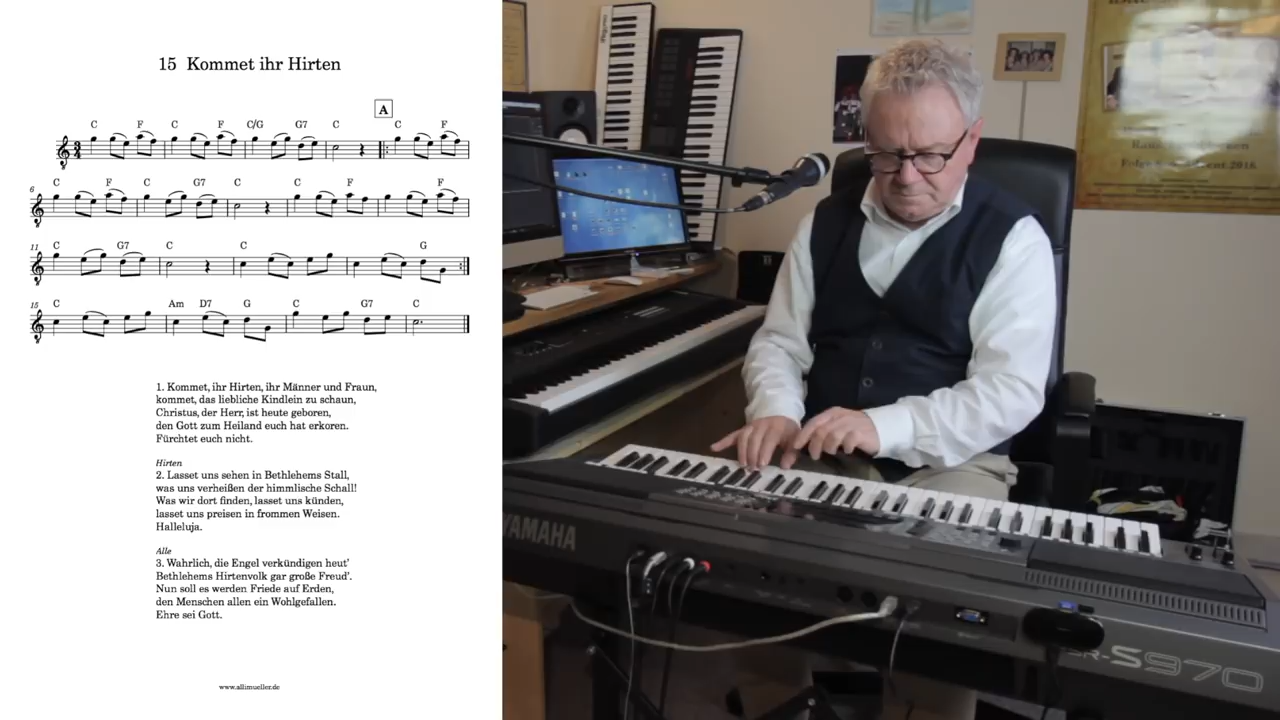 15 Kommet ihr Hirten
A
C F C F C/G G7 C C F
3
4
6
C F C G7 C C F F
11
C G7 C C G
15
C Am D7 G C G7 C
1. Kommet, ihr Hirten, ihr Männer und Fraun,
kommet, das liebliche Kindlein zu schaun,
Christus, der Herr, ist heute geboren,
den Gott zum Heiland euch hat erkoren.
Fürchtet euch nicht.
Hirten
2. Lasset uns sehen in Bethlehems Stall,
was uns verheißen der himmlische Schall!
Was wir dort finden, lasset uns künden,
lasset uns preisen in frommen Weisen.
Halleluja.
Alle
3. Wahrlich, die Engel verkündigen heut'
Bethlehems Hirtenvolk gar große Freud'.
Nun soll es werden Friede auf Erden,
den Menschen allen ein Wohlgefallen.
Ehre sei Gott.
www.allimueller.de
YAMAHA
SR-S970